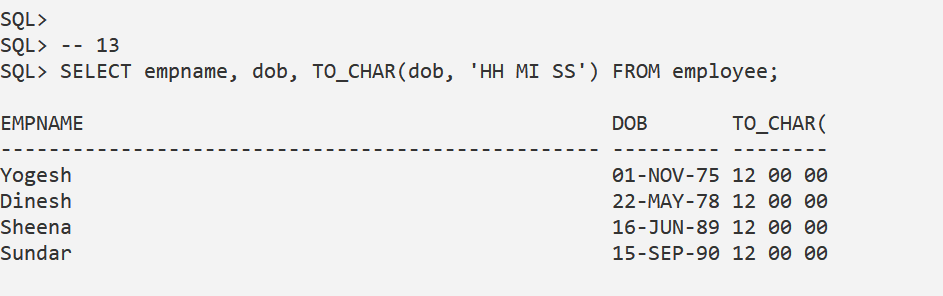 SQL>
SQL> -- 13
SQL> SELECT empname, dob, TO_CHAR(dob, 'HH MI SS') FROM employee;
EMPNAME                                            DOB       TO_CHAR(
-------------------------------------------------- --------- --------
Yogesh                                             01-NOV-75 12 00 00
Dinesh                                             22-MAY-78 12 00 00
Sheena                                             16-JUN-89 12 00 00
Sundar                                             15-SEP-90 12 00 00